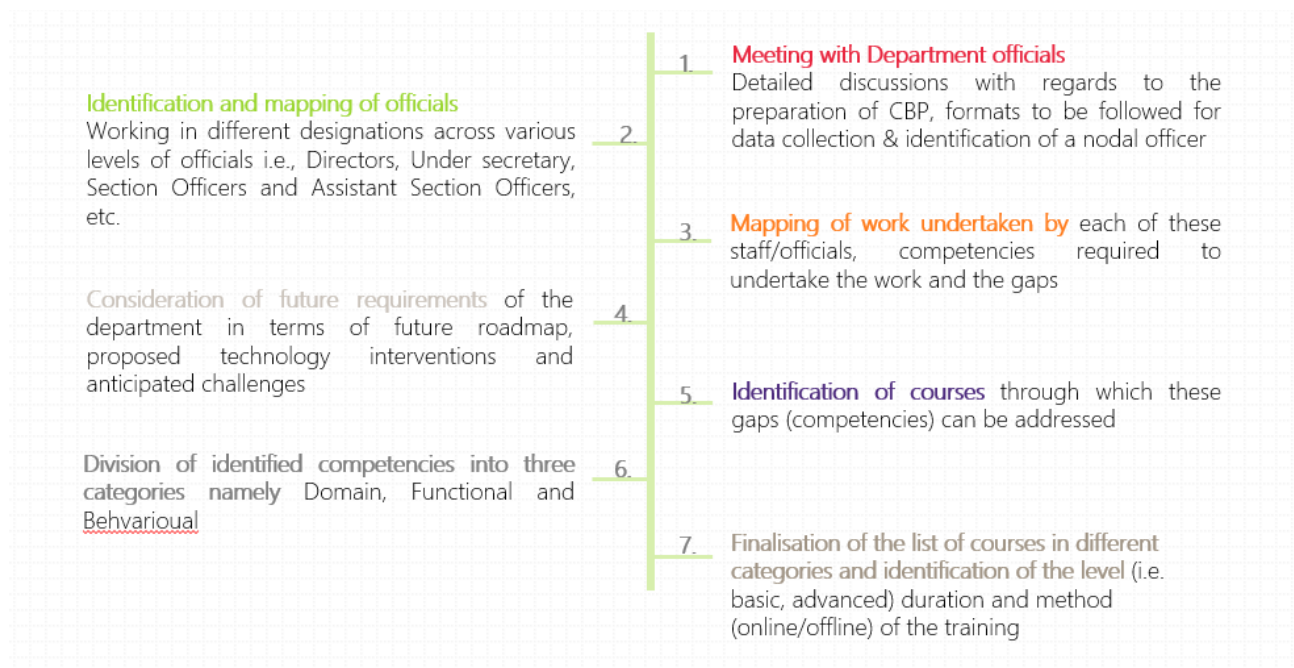 1.
Meeting with Department officials
Detailed discussions with regards to the
preparation of CBP, formats to be followed for
data collection & identification of a nodal officer
2.
Identification and mapping of officials
Working in different designations across various
levels of officials i.e., Directors, Under secretary,
Section Officers and Assistant Section Officers,
etc.
3.
Mapping of work undertaken by each of these
staff/officials, competencies required to
undertake the work and the gaps
4.
Consideration of future requirements of the
department in terms of future roadmap,
proposed technology interventions and
anticipated challenges
5.
Identification of courses through which these
gaps (competencies) can be addressed
6.
Division of identified competencies into three
categories namely Domain, Functional and
Behvarioual
7.
Finalisation of the list of courses in different
categories and identification of the level (i.e.
basic, advanced) duration and method
(online/offline) of the training